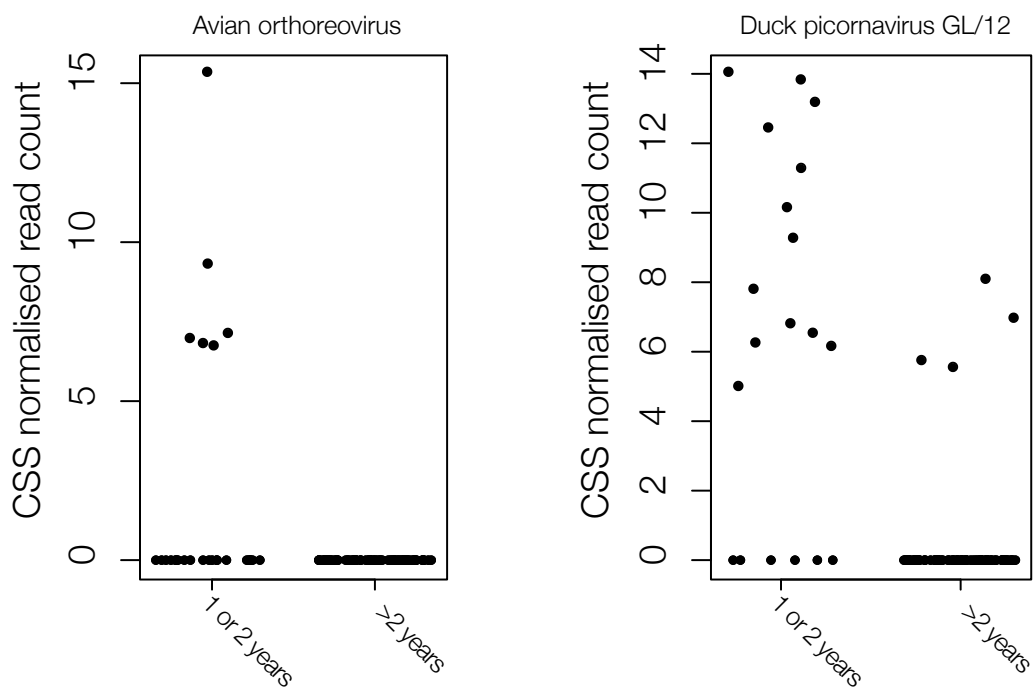 Avian orthoreovirus
CSS normalised read count
15
10
5
0
1 or 2 years
>2 years
Duck picornavirus GL/12
CSS normalised read count
14
12
10
8
6
4
2
0
1 or 2 years
>2 years